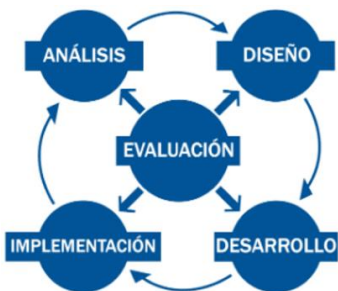 ANÁLISIS
DISEÑO
EVALUACIÓN
IMPLEMENTACIÓN
DESARROLLO